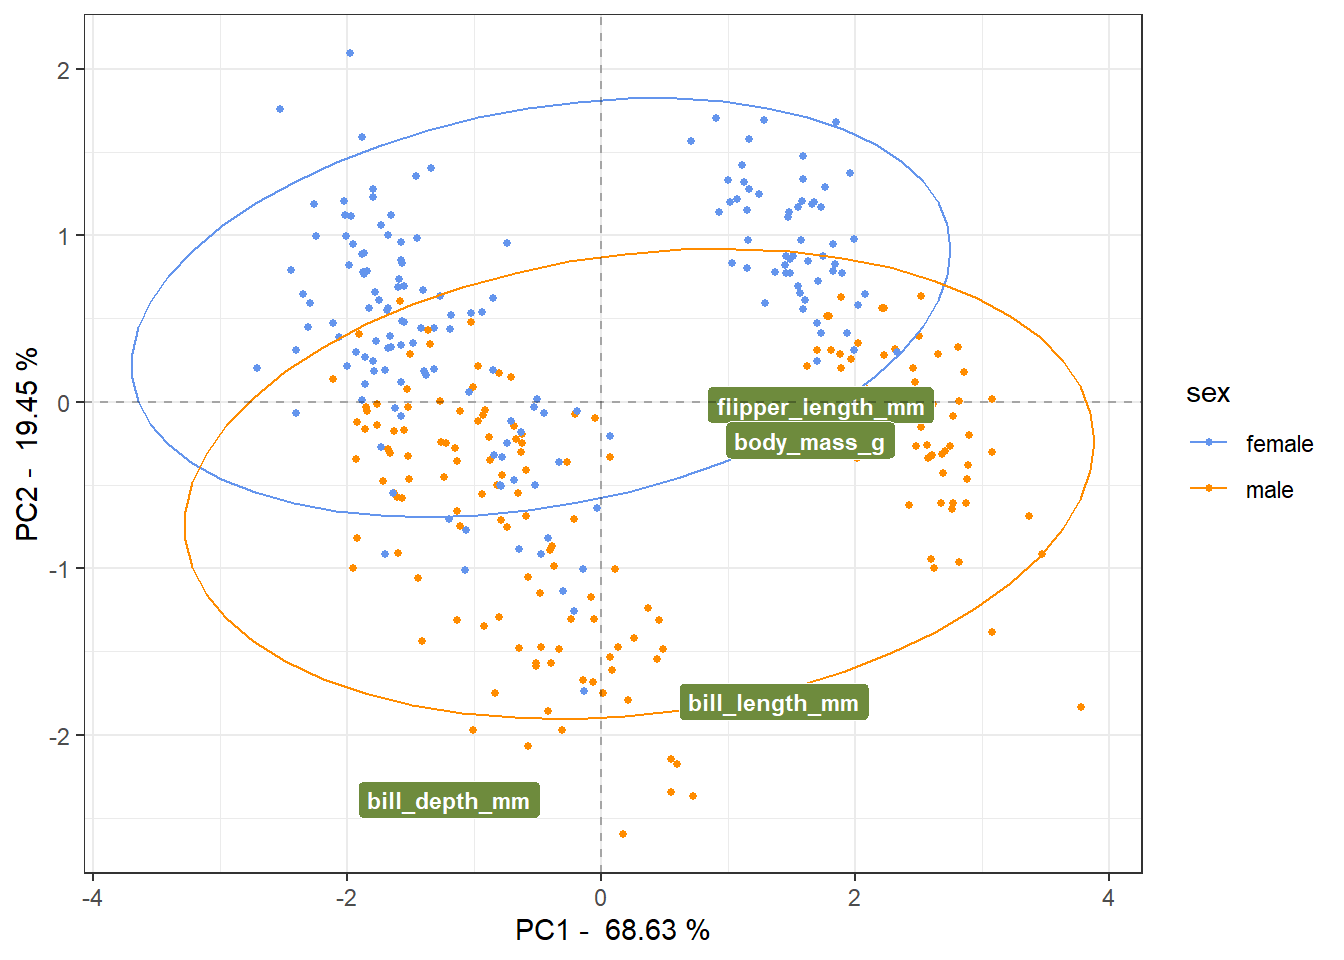 2
1
0
-1
-2
-4
-2
0
2
4
PC2 - 19.45 %
PC1 - 68.63 %
flipper_length_mm
body_mass_g
bill_length_mm
bill_depth_mm
sex
female
male